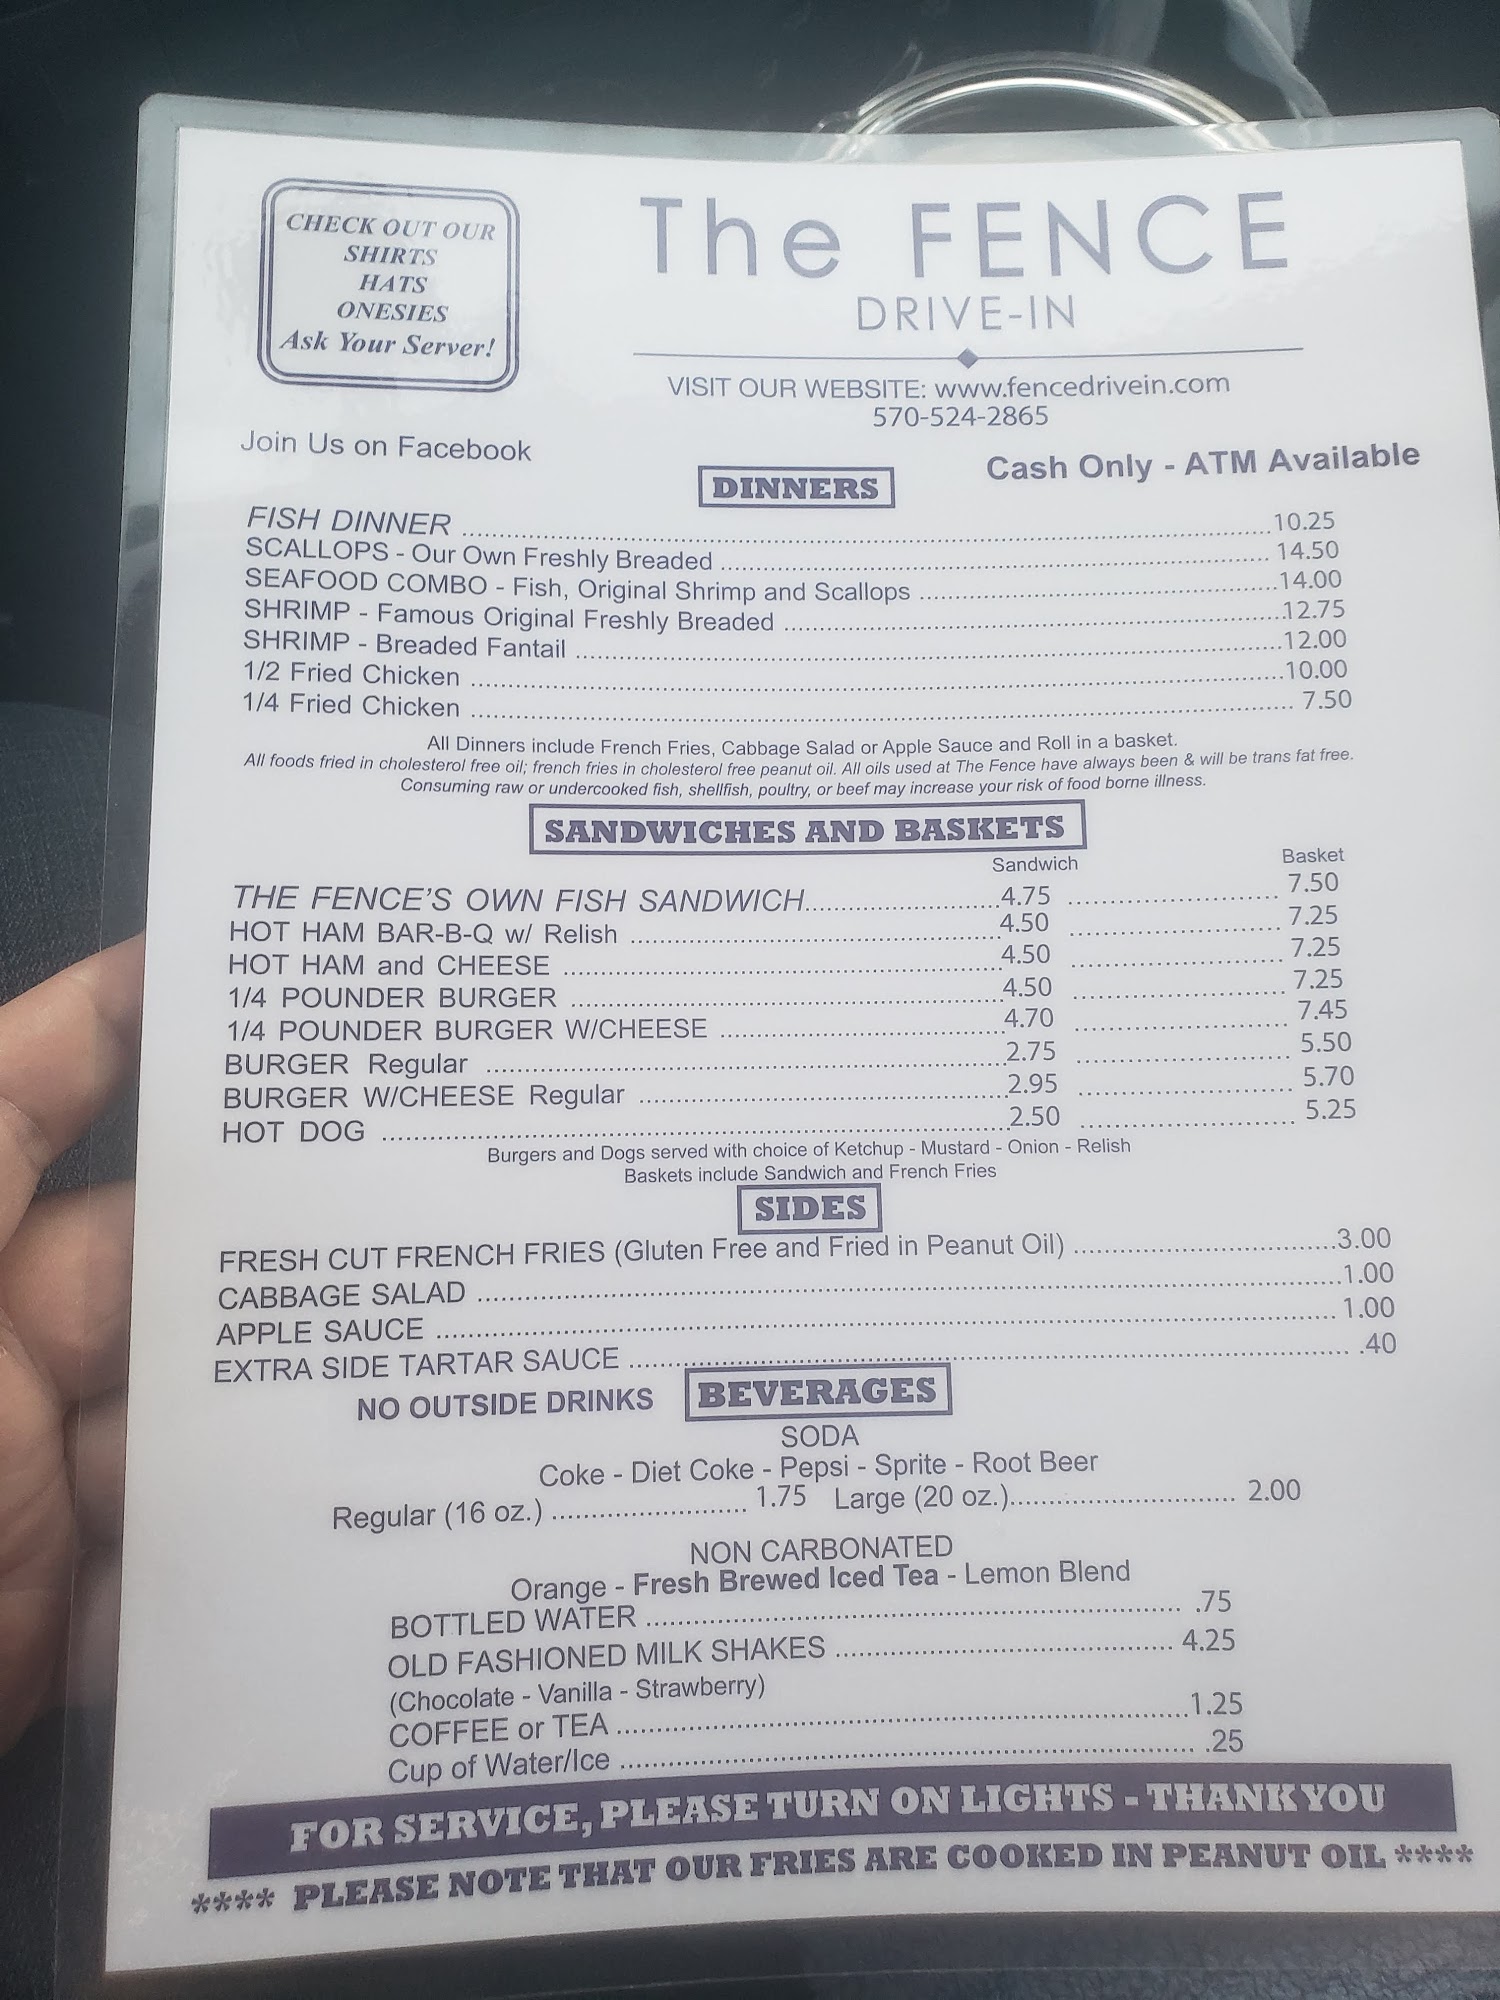 CHECK OUT OUR
SHIRTS
HATS
ONESIES
Ask Your Server!
The FENCE
DRIVE-IN
VISIT OUR WEBSITE: www.fencedrivein.com
570-524-2865
Join Us on Facebook
Cash Only - ATM Available
DINNERS
FISH DINNER ........ 10.25
SCALLOPS - Our Own Freshly Breaded ........ 14.50
SEAFOOD COMBO - Fish, Original Shrimp and Scallops ........ 14.00
SHRIMP - Famous Original Freshly Breaded ........ 12.75
SHRIMP - Breaded Fantail ........ 12.00
1/2 Fried Chicken ........ 10.00
1/4 Fried Chicken ........ 7.50
All Dinners include French Fries, Cabbage Salad or Apple Sauce and Roll in a basket.
All foods fried in cholesterol free oil; french fries in cholesterol free peanut oil. All oils used at The Fence have always been & will be trans fat free.
Consuming raw or undercooked fish, shellfish, poultry, or beef may increase your risk of food borne illness.
SANDWICHES AND BASKETS
Sandwich Basket
THE FENCE'S OWN FISH SANDWICH ........ 4.75 ........ 7.50
HOT HAM BAR-B-Q w/ Relish ........ 4.50 ........ 7.25
HOT HAM and CHEESE ........ 4.50 ........ 7.25
1/4 POUNDER BURGER ........ 4.50 ........ 7.25
1/4 POUNDER BURGER W/CHEESE ........ 4.70 ........ 7.45
BURGER Regular ........ 2.75 ........ 5.50
BURGER W/CHEESE Regular ........ 2.95 ........ 5.70
HOT DOG ........ 2.50 ........ 5.25
Burgers and Dogs served with choice of Ketchup - Mustard - Onion - Relish
Baskets include Sandwich and French Fries
SIDES
FRESH CUT FRENCH FRIES (Gluten Free and Fried in Peanut Oil) ........ 3.00
CABBAGE SALAD ........ 1.00
APPLE SAUCE ........ 1.00
EXTRA SIDE TARTAR SAUCE ........ .40
NO OUTSIDE DRINKS
BEVERAGES
SODA
Coke - Diet Coke - Pepsi - Sprite - Root Beer
Regular (16 oz.) ........ 1.75 Large (20 oz.) ........ 2.00
NON CARBONATED
Orange - Fresh Brewed Iced Tea - Lemon Blend
BOTTLED WATER ........ .75
OLD FASHIONED MILK SHAKES ........ 4.25
(Chocolate - Vanilla - Strawberry)
COFFEE or TEA ........ 1.25
Cup of Water/Ice ........ .25
FOR SERVICE, PLEASE TURN ON LIGHTS - THANK YOU
**** PLEASE NOTE THAT OUR FRIES ARE COOKED IN PEANUT OIL ****